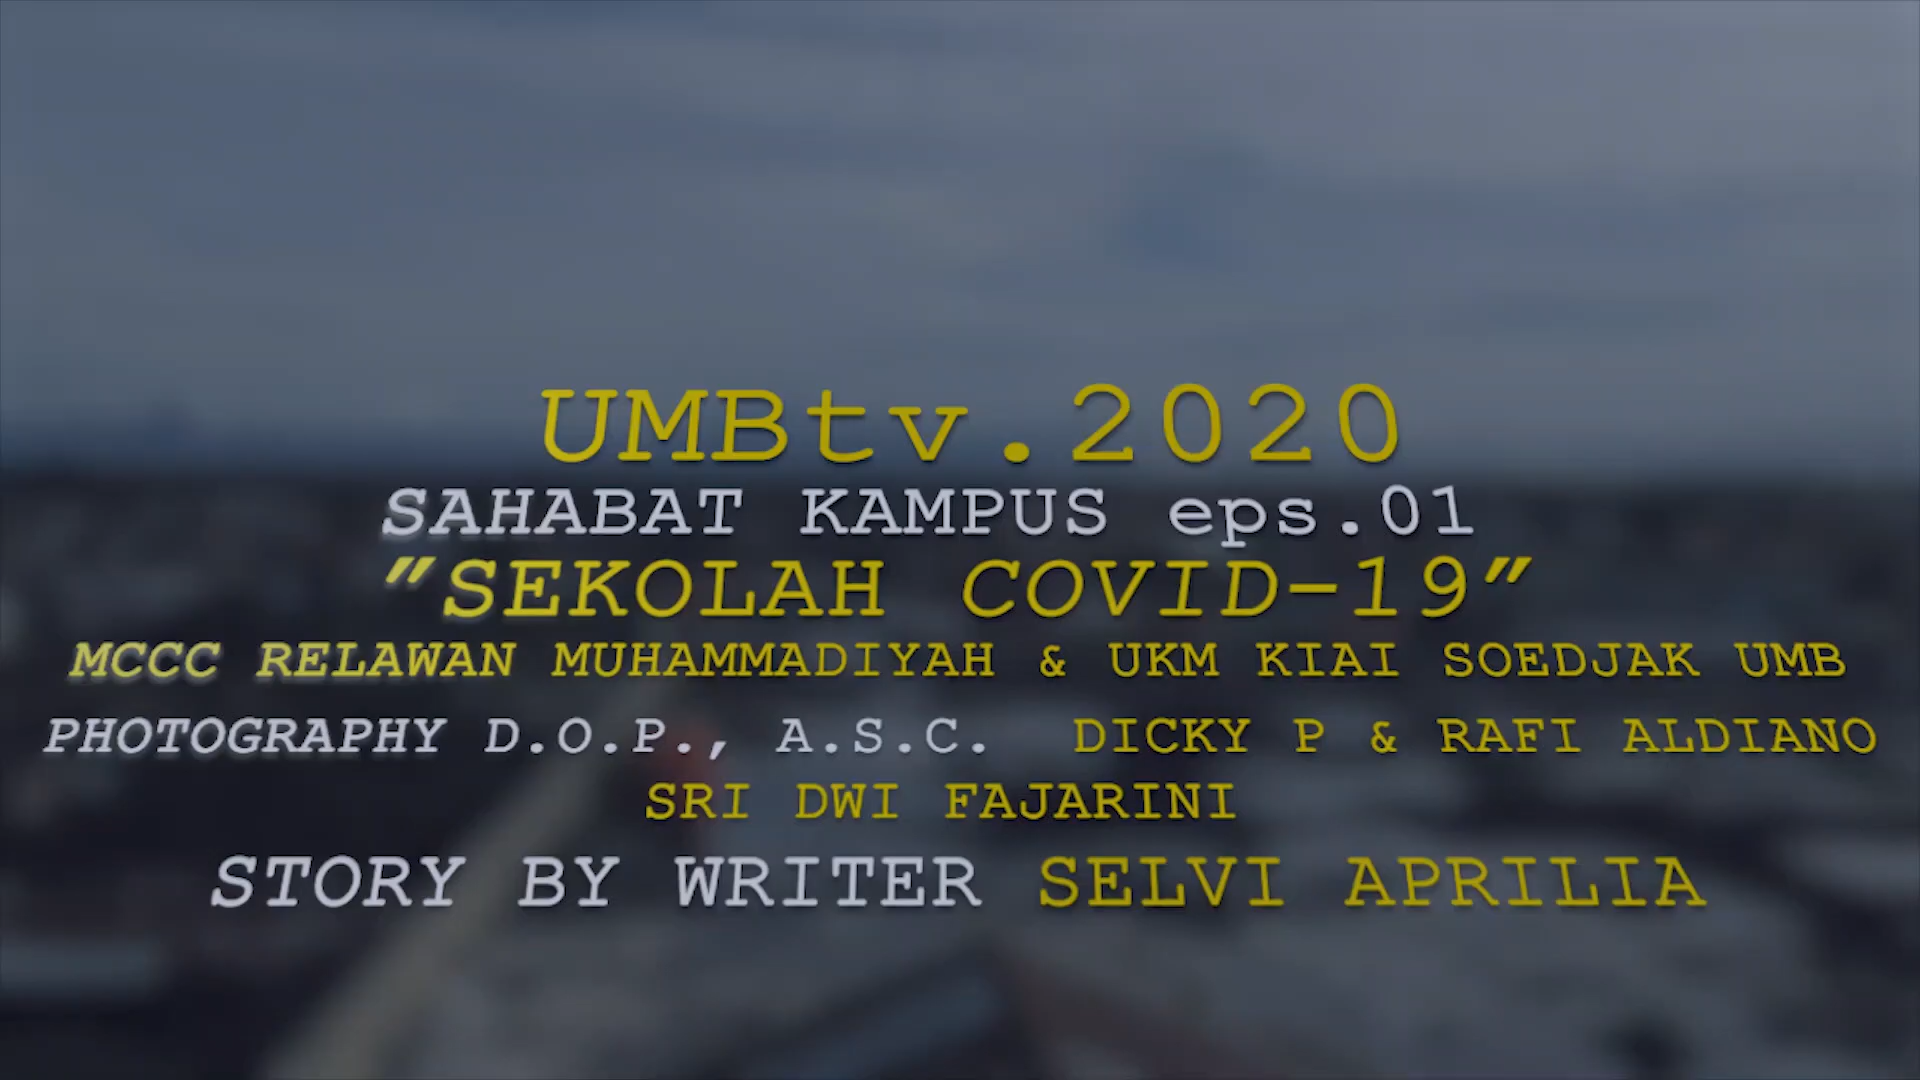 UMBtv.2020
SAHABAT KAMPUS eps.01
"SEKOLAH COVID-19"
MCCC RELAWAN MUHAMMADIYAH & UKM KIAI SOEDJAK UMB
PHOTOGRAPHY D.O.P., A.S.C. DICKY P & RAFI ALDIANO
SRI DWI FAJARINI
STORY BY WRITER SELVI APRILIA